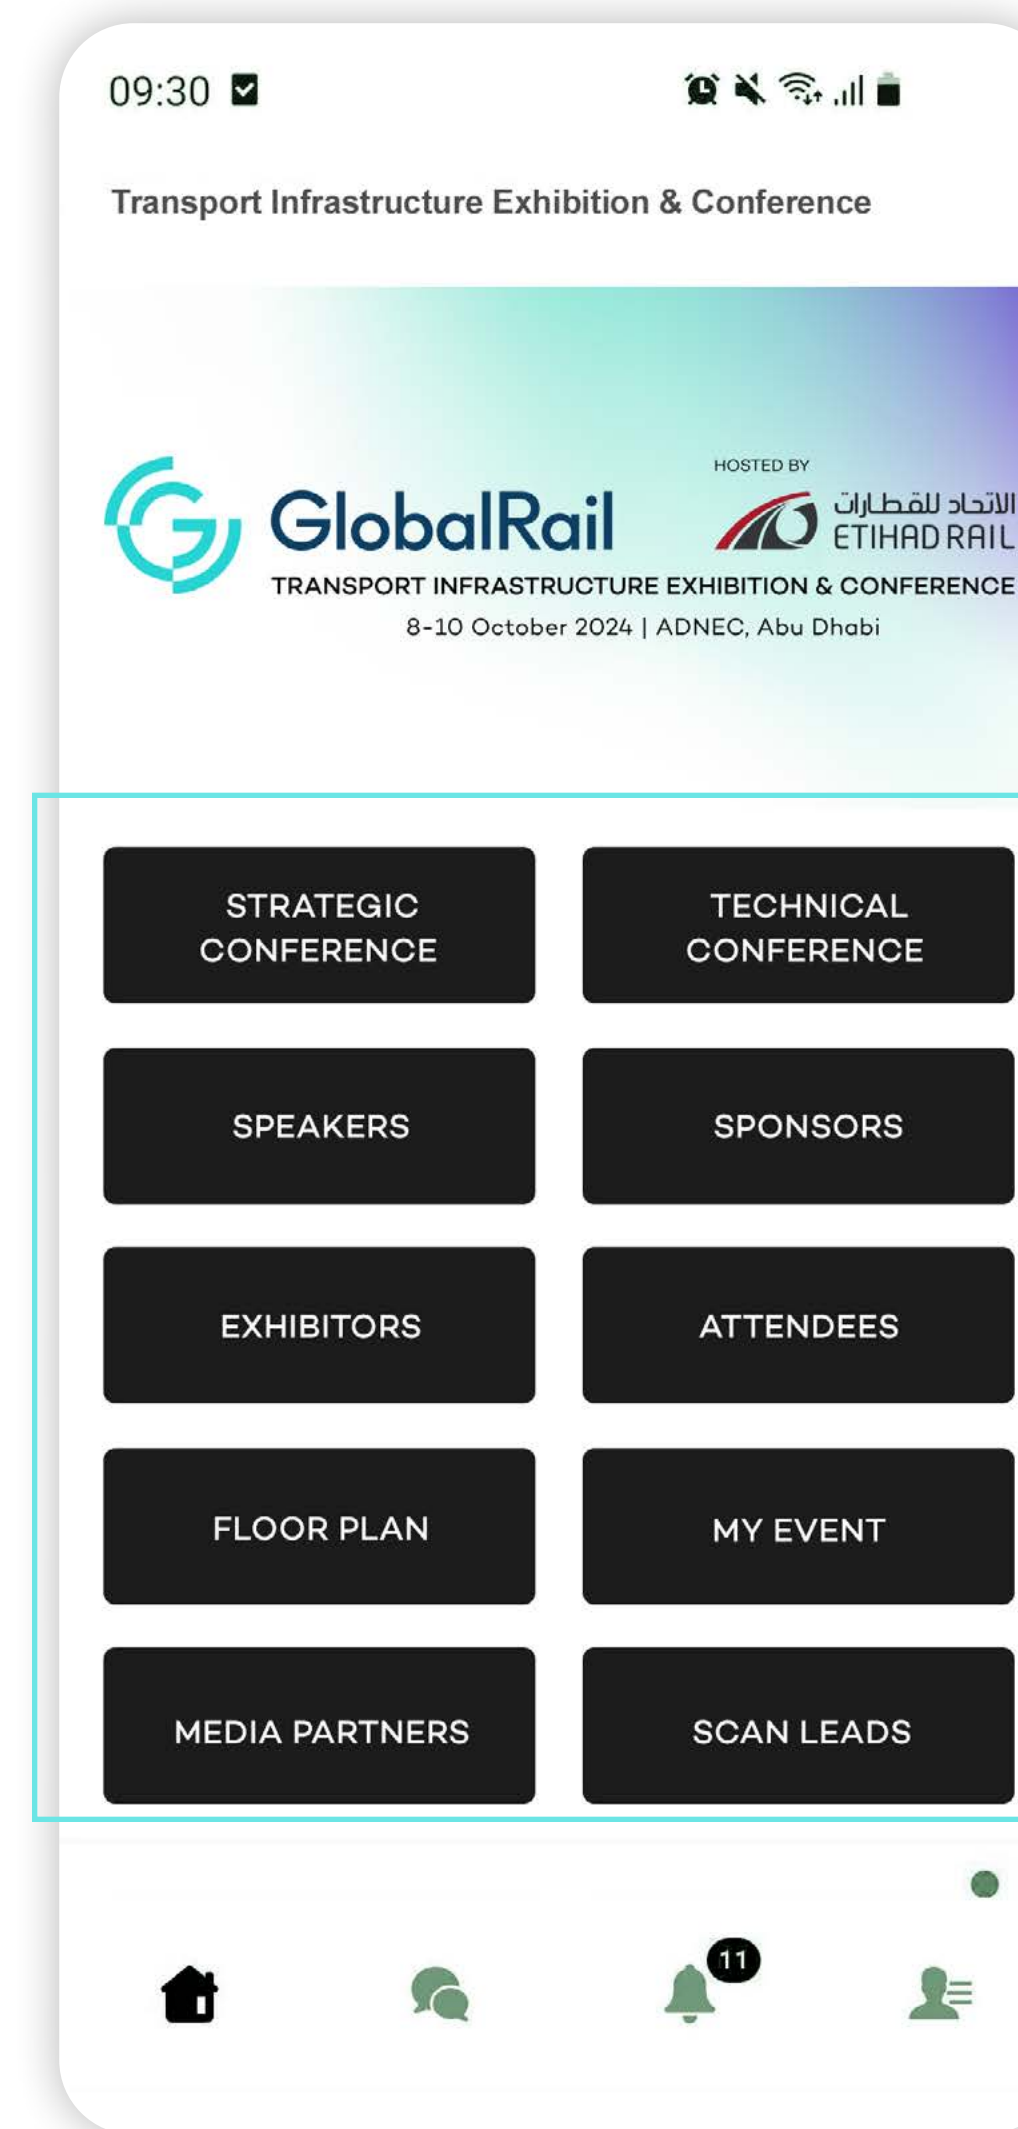 09:30
Transport Infrastructure Exhibition & Conference
HOSTED BY
GlobalRail
الاتحاد للقطارات
ETIHAD RAIL
TRANSPORT INFRASTRUCTURE EXHIBITION & CONFERENCE
8-10 October 2024 | ADNEC, Abu Dhabi
STRATEGIC
CONFERENCE
TECHNICAL
CONFERENCE
SPEAKERS
SPONSORS
EXHIBITORS
ATTENDEES
FLOOR PLAN
MY EVENT
MEDIA PARTNERS
SCAN LEADS
11